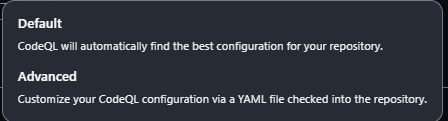 Default
CodeQL will automatically find the best configuration for your repository.
Advanced
Customize your CodeQL configuration via a YAML file checked into the repository.